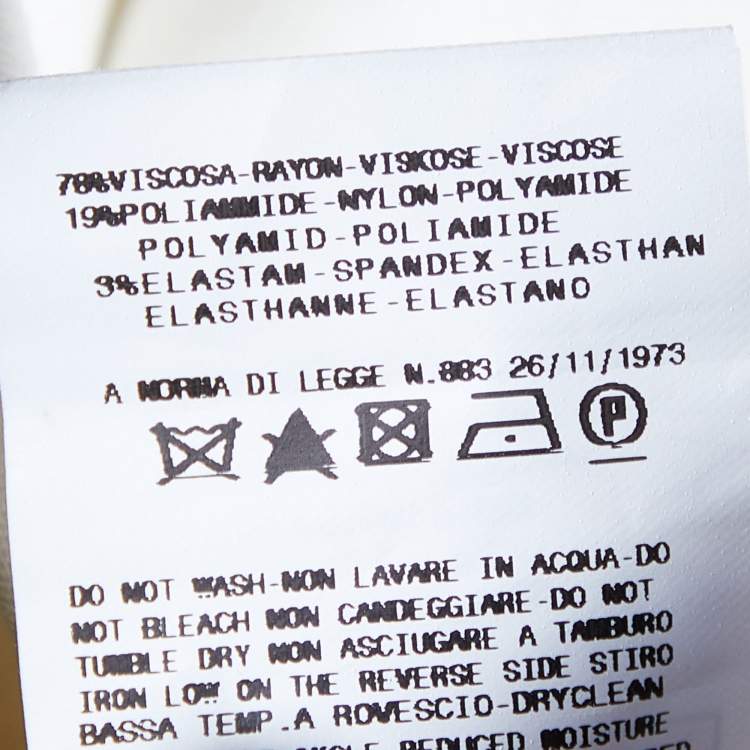 78%VISCOSA-RAYON-VISKOSE-VISCOSE
19%POLIAMMIDE-NYLON-POLYAMIDE
POLYAMID-POLIAMIDE
3%ELASTAM-SPANDEX-ELASTHAN
ELASTHANNE-ELASTANO
A NORMA DI LEGGE N.883 26/11/1973
P
DO NOT WASH-NON LAVARE IN ACQUA-DO
NOT BLEACH NON CANDEGGIARE-DO NOT
TUMBLE DRY NON ASCIUGARE A TAMBURO
IRON LOW ON THE REVERSE SIDE STIRO
BASSA TEMP.A ROVESCIO-DRYCLEAN
REDUCED MOISTURE